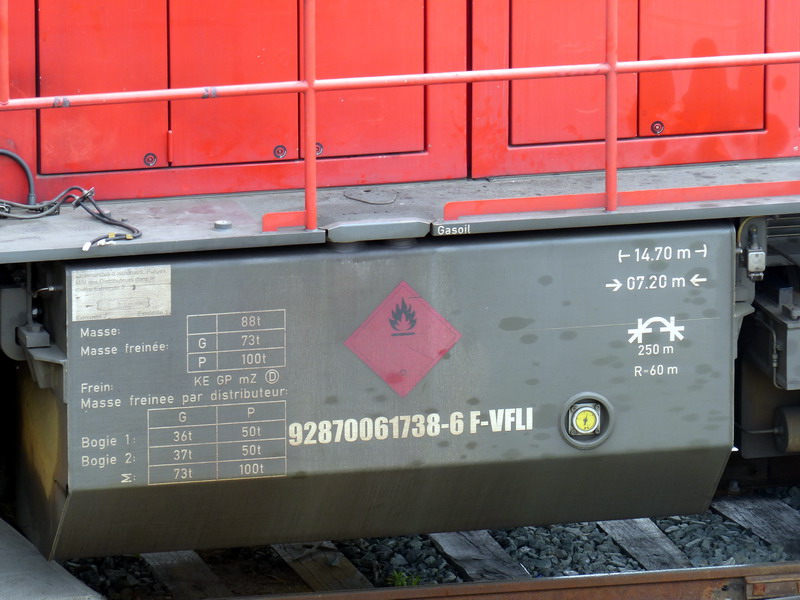 Gasoil
14.70 m
07.20 m
250 m
R-60 m
Masse: 88t
Masse freinée: G 73t
P 100t
Frein: KE GP mZ D
Masse freinee par distributeur:
G P
Bogie 1: 36t 50t
Bogie 2: 37t 50t
Σ: 73t 100t
92870061738-6 F-VFLI